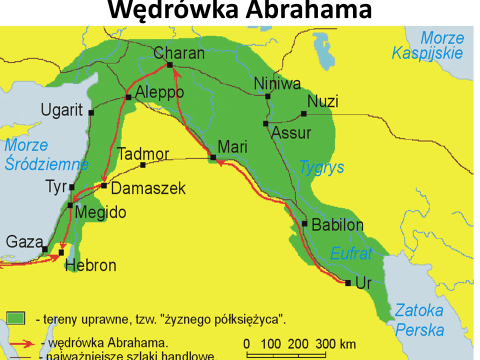 Wędrówka Abrahama
Morze
Kaspijskie
Charan
Niniwa
Aleppo
Nuzi
Ugarit
Assur
Morze
Śródziemne
Mari
Tadmor
Tygrys
Tyr
Damaszek
Megido
Babilon
Gaza
Eufrat
Hebron
Ur
Zatoka
Perska
- tereny uprawne, tzw. "żyznego półksiężyca".
- wędrówka Abrahama.
0 100 200 300 km
- najważniejsze szlaki handlowe.